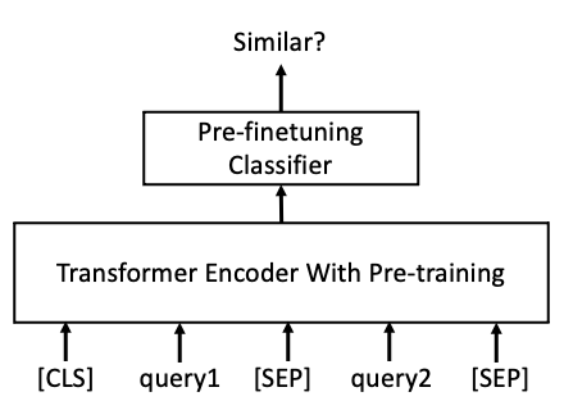 Similar?
Pre-finetuning
Classifier
Transformer Encoder With Pre-training
[CLS] query1 [SEP] query2 [SEP]